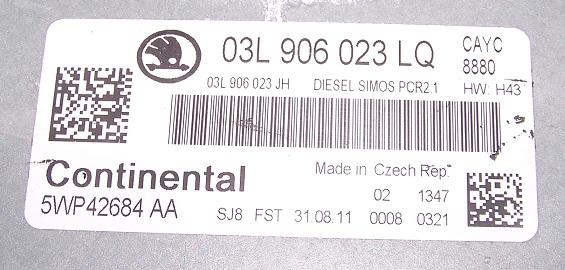 03L 906 023 LQ CAYC
8880
03L 906 023 JH DIESEL SIMOS PCR2.1 HW: H43
Continental Made in Czech Rep.
02 1347
5WP42684 AA SJ8 FST 31.08.11 0008 0321